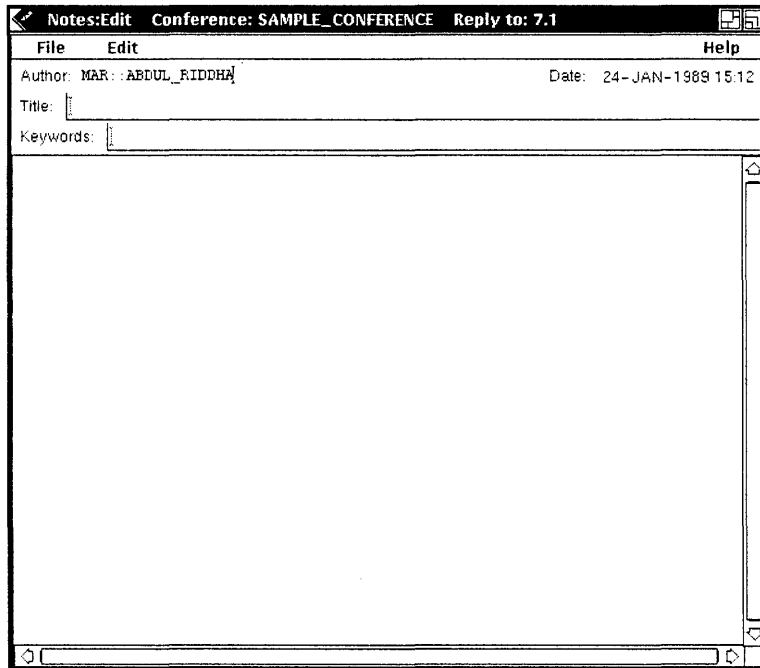 Notes:Edit Conference: SAMPLE_CONFERENCE Reply to: 7.1
File Edit Help
Author: MAR::ABDUL_RIDDHA Date: 24-JAN-1989 15:12
Title:
Keywords: